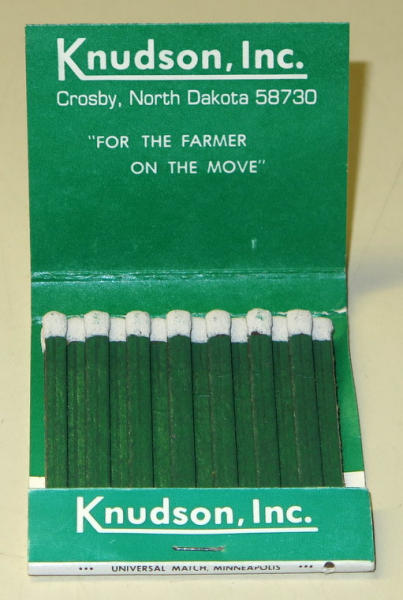 Knudson, Inc.
Crosby, North Dakota 58730
"FOR THE FARMER
ON THE MOVE"
Knudson, Inc.
••• UNIVERSAL MATCH, MINNEAPOLIS •••